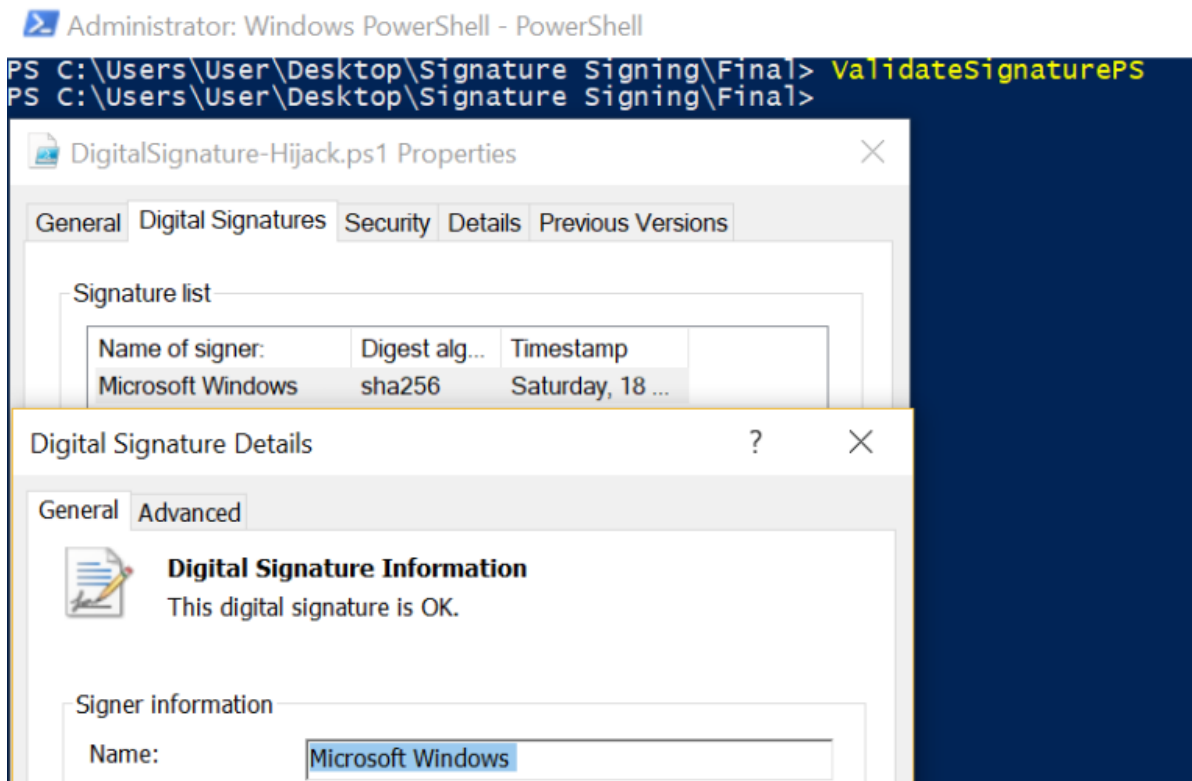 Administrator: Windows PowerShell - PowerShell
PS C:\Users\User\Desktop\Signature Signing\Final> ValidateSignaturePS
PS C:\Users\User\Desktop\Signature Signing\Final>
DigitalSignature-Hijack.ps1 Properties
General Digital Signatures Security Details Previous Versions
Signature list
Name of signer: Digest alg... Timestamp
Microsoft Windows sha256 Saturday, 18 ...
Digital Signature Details ?
General Advanced
Digital Signature Information
This digital signature is OK.
Signer information
Name: Microsoft Windows